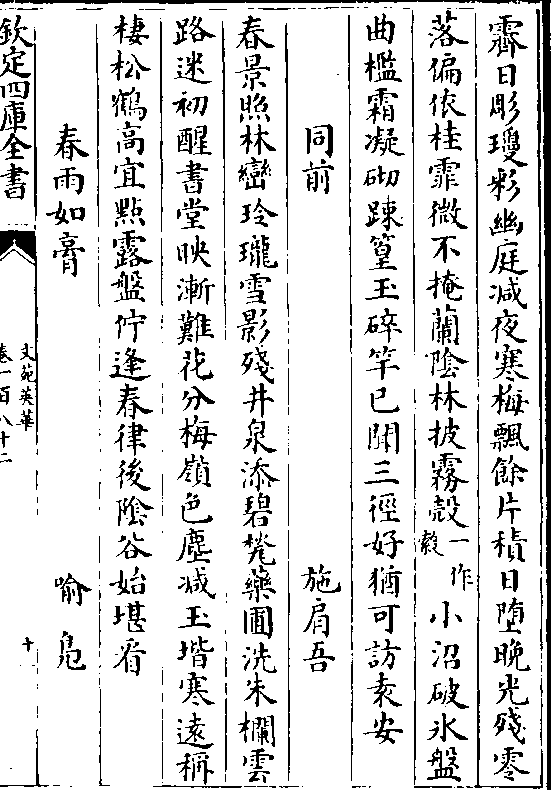 霽日彫瓊彩幽庭减夜寒梅飄餘片積日墮晚光殘零
落偏依桂霏微不掩蘭陰林披霧殼一作縠小沼破氷盤
曲檻霜凝砌踈篁玉碎竿已開三徑好猶可訪袁安
同前 施肩吾
春景照林巒玲瓏雪影殘井泉添碧甃藥圃洗朱欄雲
路迷初醒書堂映漸難花分梅嶺色塵减玉堦寒遠稱
棲松鶴高宜㸃露盤佇逢春律後陰谷始堪看
春雨如膏 喻鳧
欽定四庫全書
文苑英華
卷一百八十二
十